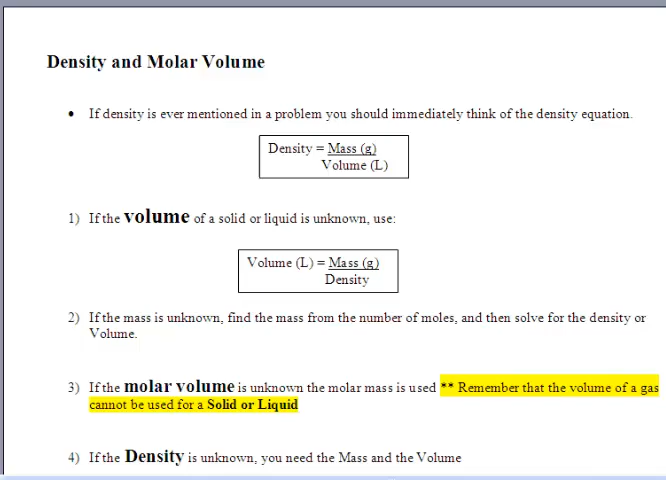 Density and Molar Volume
• If density is ever mentioned in a problem you should immediately think of the density equation.
Density = Mass (g)
Volume (L)
1) If the volume of a solid or liquid is unknown, use:
Volume (L) = Mass (g)
Density
2) If the mass is unknown, find the mass from the number of moles, and then solve for the density or
Volume.
3) If the molar volume is unknown the molar mass is used ** Remember that the volume of a gas
cannot be used for a Solid or Liquid
4) If the Density is unknown, you need the Mass and the Volume